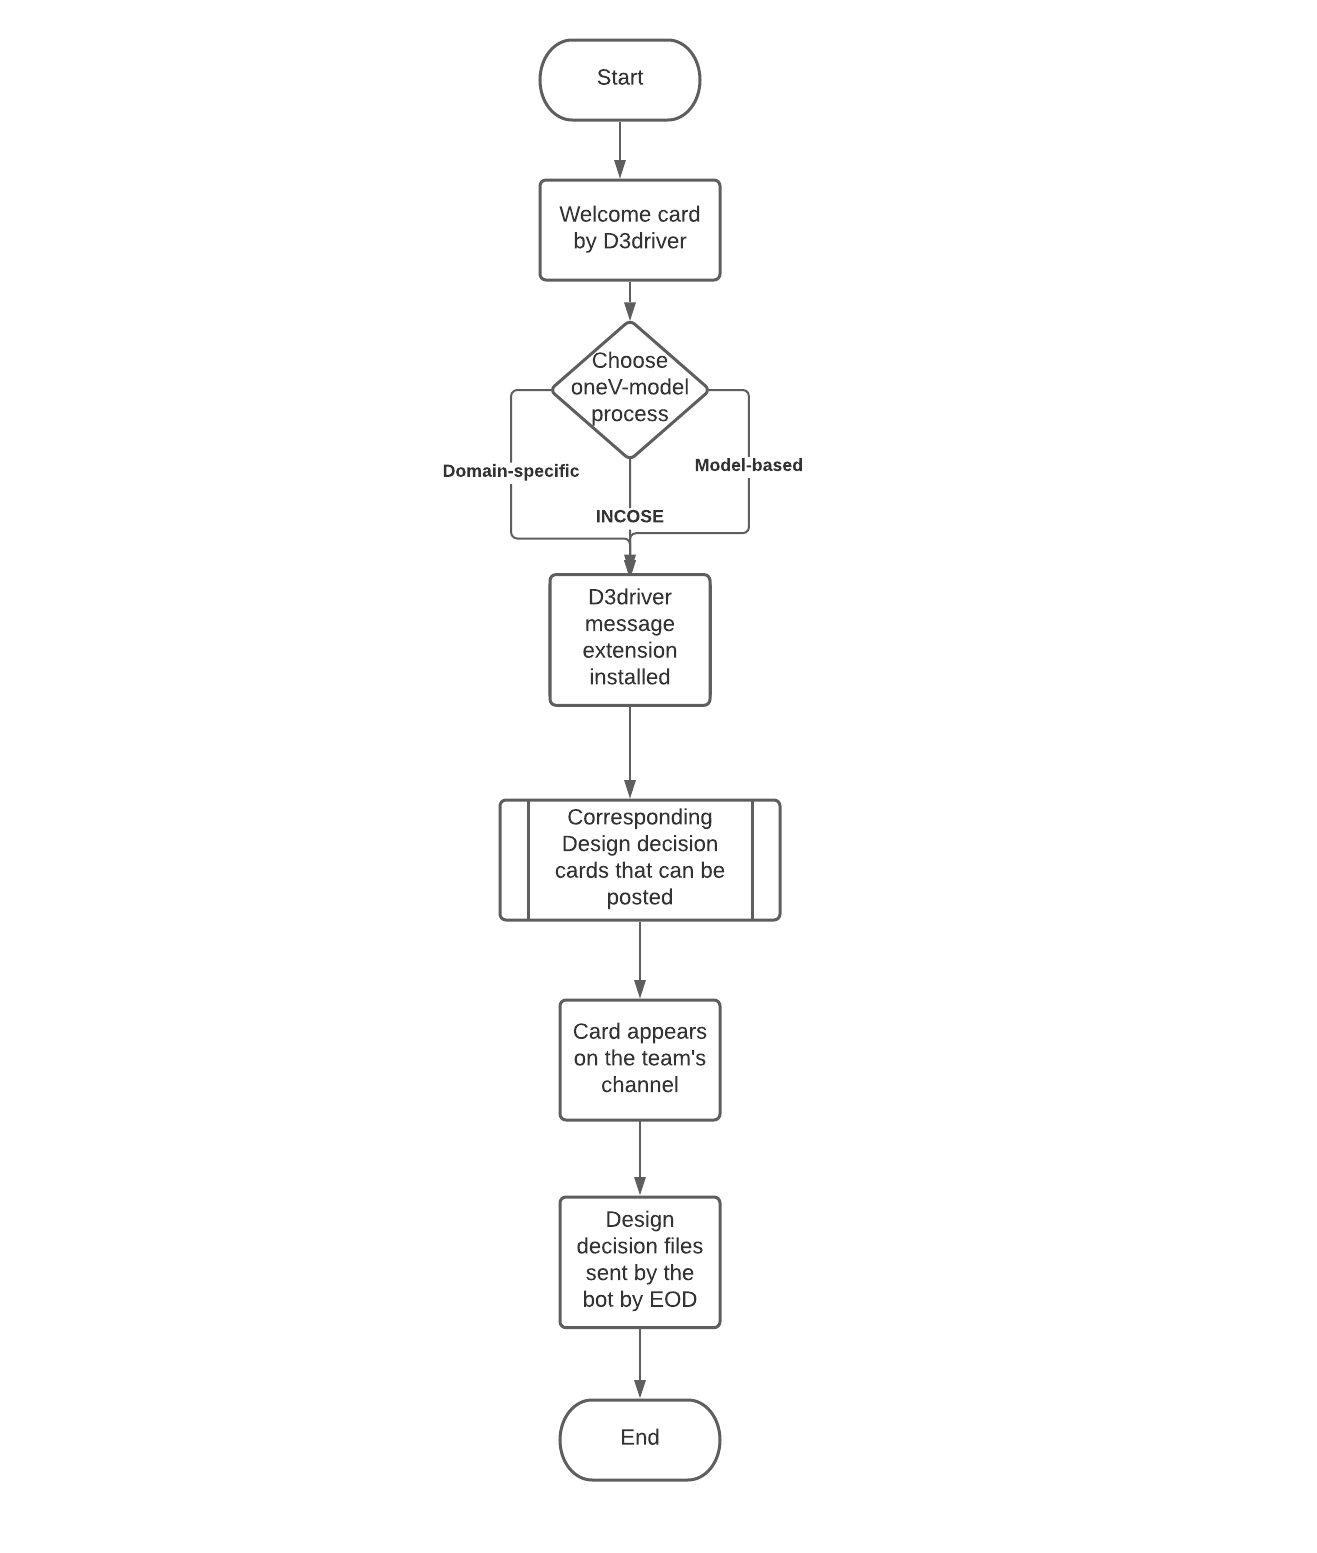 Start
Welcome card
by D3driver
Choose
oneV-model
process
Domain-specific
Model-based
INCOSE
D3driver
message
extension
installed
Corresponding
Design decision
cards that can be
posted
Card appears
on the team's
channel
Design
decision files
sent by the
bot by EOD
End